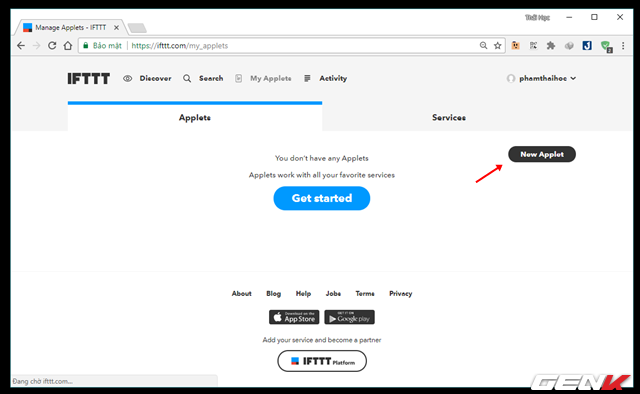 Thái Học
Manage Applets - IFTTT
Bảo mật | https://ifttt.com/my_applets
IFTTT Discover Search My Applets Activity phamthaihoc
Applets Services
New Applet
You don't have any Applets
Applets work with all your favorite services
Get started
About Blog Help Jobs Terms Privacy
Download on the App Store GET IT ON Google play
Add your service and become a partner
IFTTT Platform
Đang chờ ifttt.com...
GENK